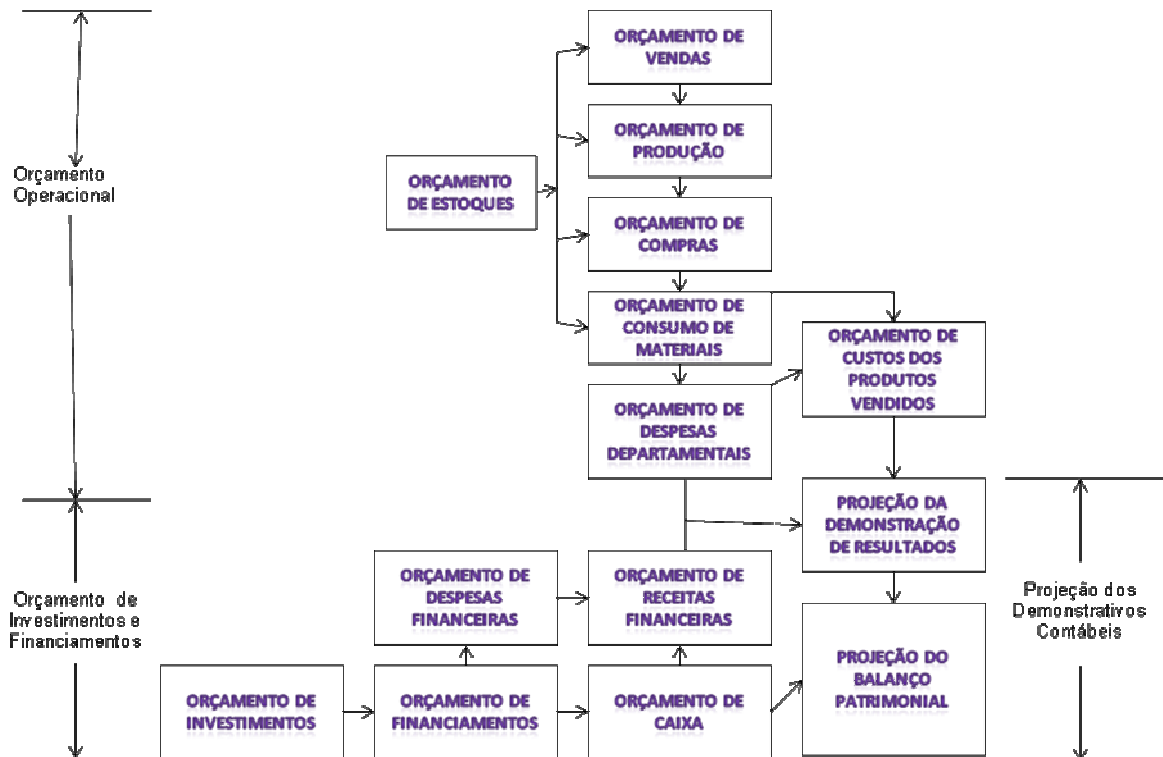 ORÇAMENTO DE
VENDAS
ORÇAMENTO DE
PRODUÇÃO
Orçamento
Operacional
ORÇAMENTO
DE ESTOQUES
ORÇAMENTO DE
COMPRAS
ORÇAMENTO DE
CONSUMO DE
MATERIAIS
ORÇAMENTO DE
CUSTOS DOS
PRODUTOS
VENDIDOS
ORÇAMENTO DE
DESPESAS
DEPARTAMENTAIS
PROJEÇÃO DA
DEMONSTRAÇÃO
DE RESULTADOS
Orçamento de
Investimentos e
Financiamentos
ORÇAMENTO DE
DESPESAS
FINANCEIRAS
ORÇAMENTO DE
RECEITAS
FINANCEIRAS
Projeção dos
Demonstrativos
Contábeis
ORÇAMENTO DE
INVESTIMENTOS
ORÇAMENTO DE
FINANCIAMENTOS
ORÇAMENTO DE
CAIXA
PROJEÇÃO DO
BALANÇO
PATRIMONIAL